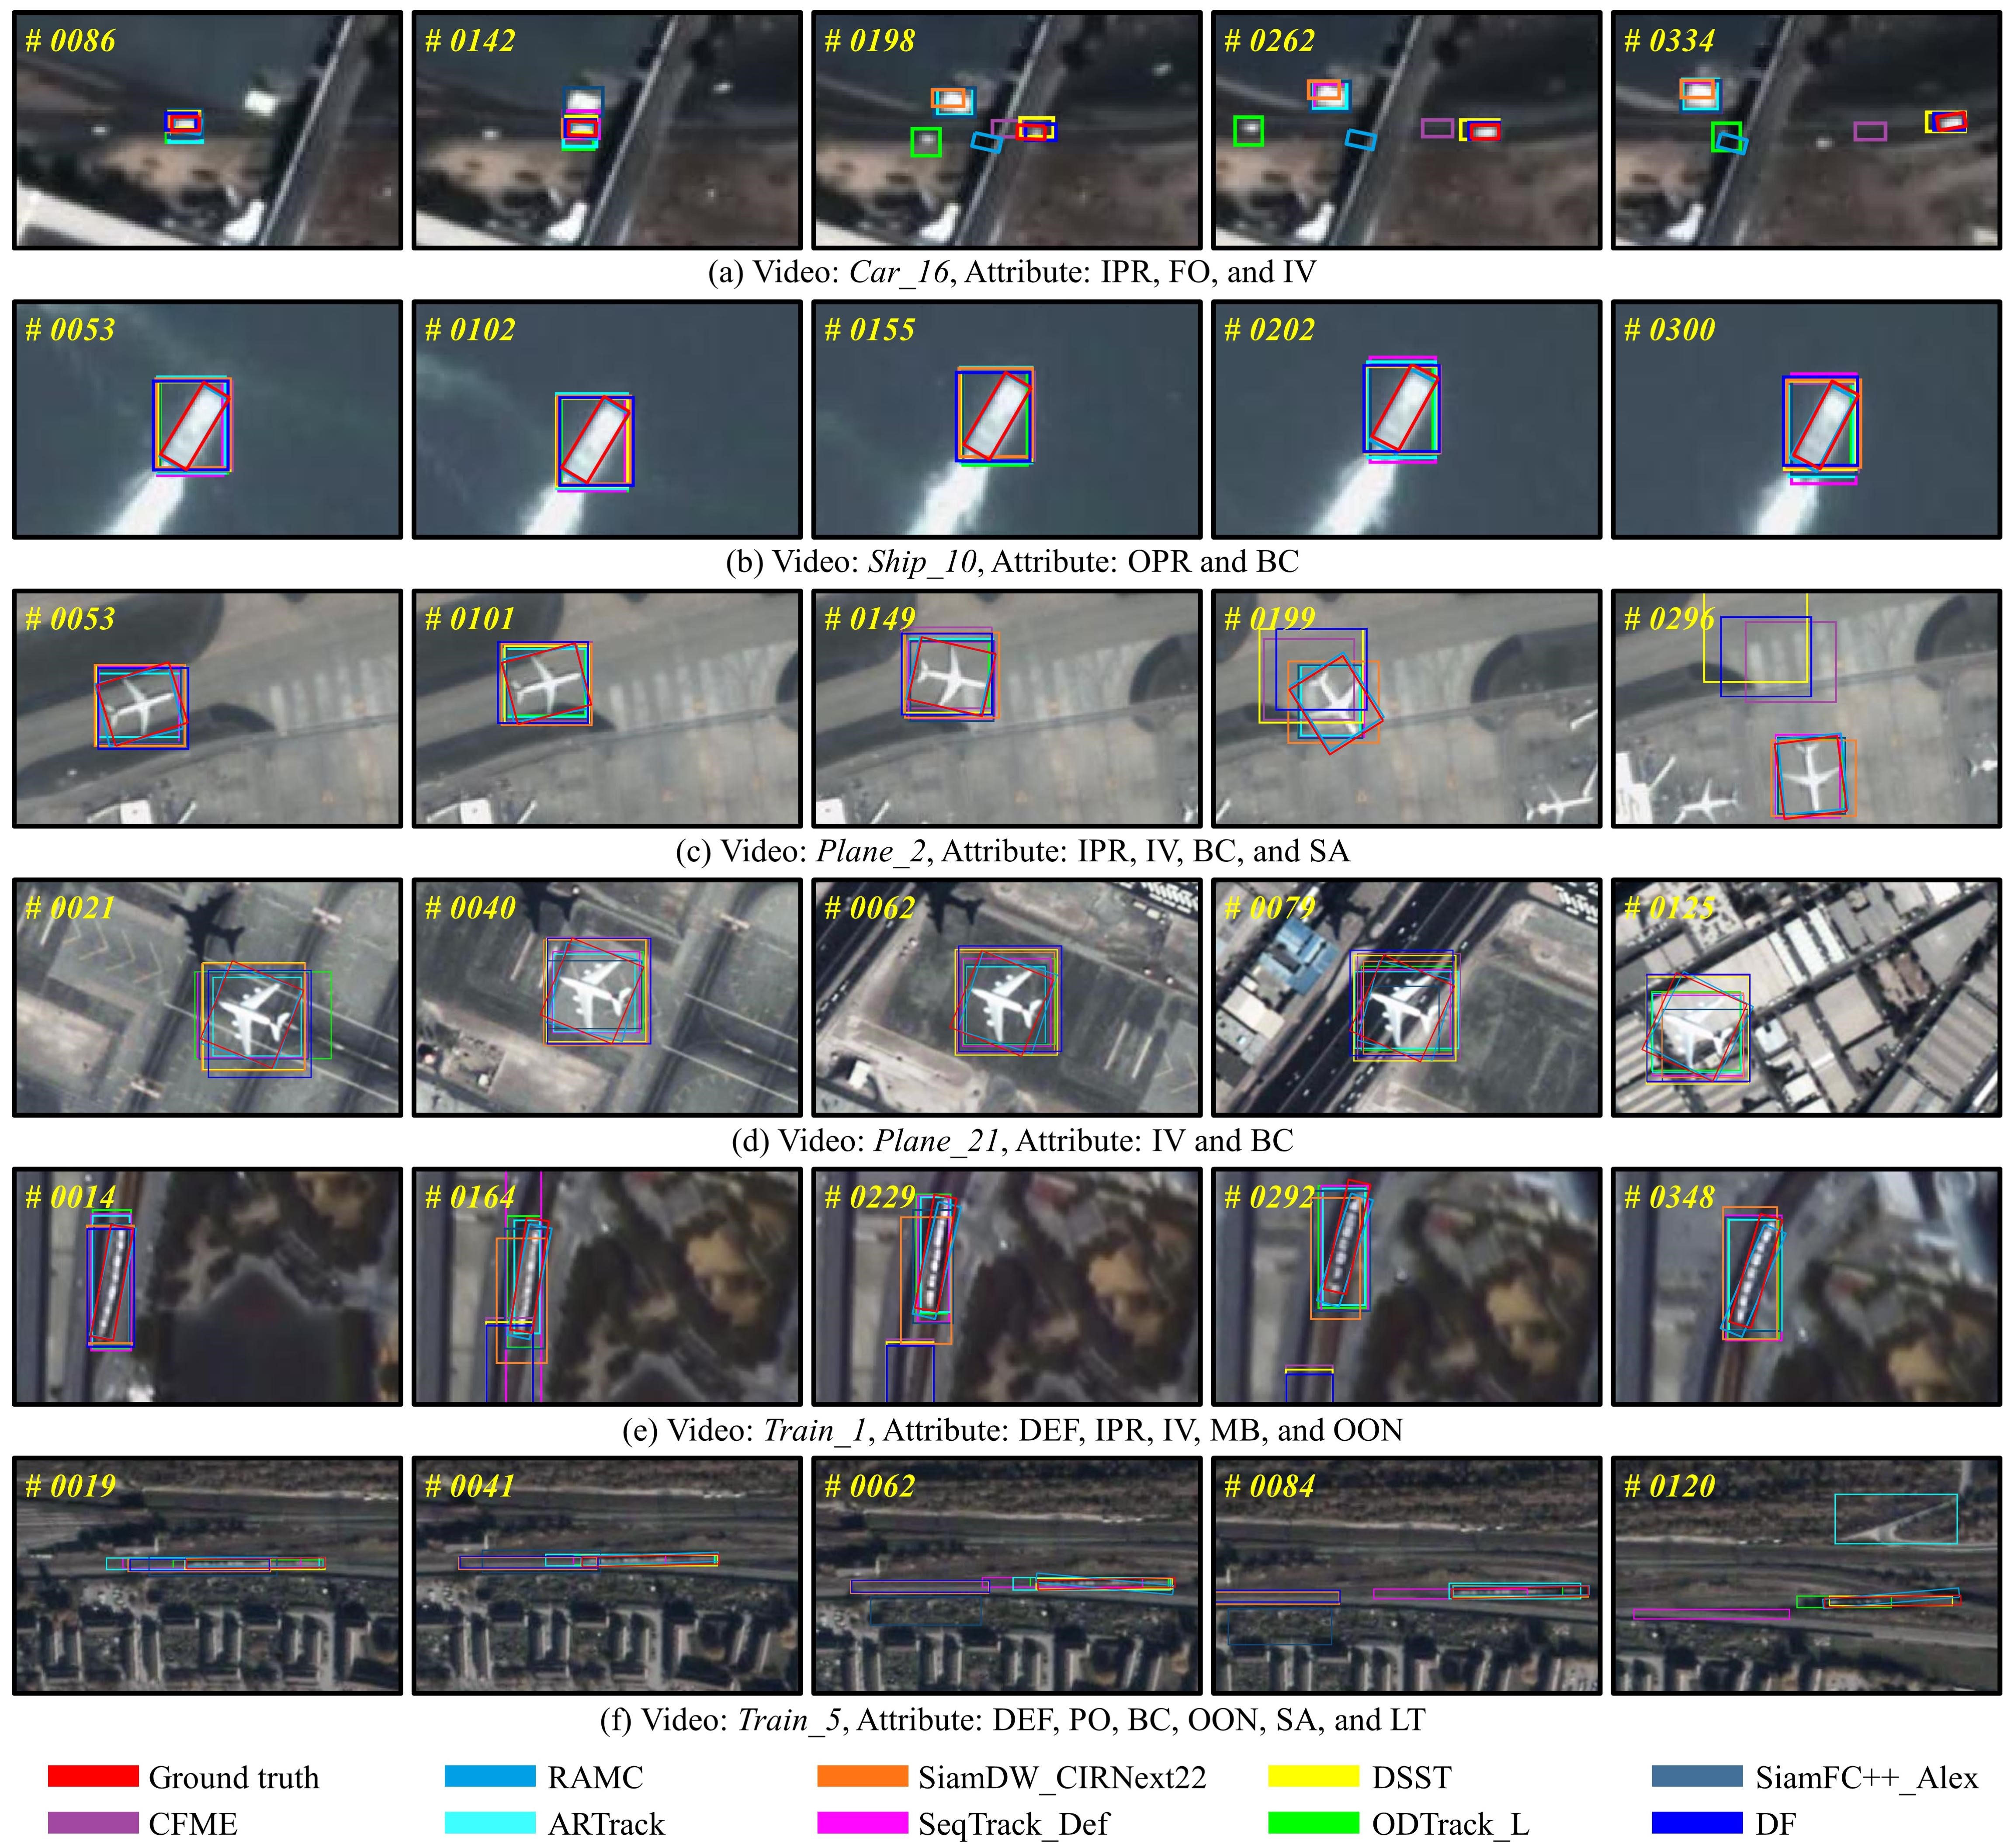 # 0086 # 0142 # 0198 # 0262 # 0334
(a) Video: Car_16, Attribute: IPR, FO, and IV
# 0053 # 0102 # 0155 # 0202 # 0300
(b) Video: Ship_10, Attribute: OPR and BC
# 0053 # 0101 # 0149 # 0199 # 0296
(c) Video: Plane_2, Attribute: IPR, IV, BC, and SA
# 0021 # 0040 # 0062 # 0079 # 0125
(d) Video: Plane_21, Attribute: IV and BC
# 0014 # 0164 # 0229 # 0292 # 0348
(e) Video: Train_1, Attribute: DEF, IPR, IV, MB, and OON
# 0019 # 0041 # 0062 # 0084 # 0120
(f) Video: Train_5, Attribute: DEF, PO, BC, OON, SA, and LT
Ground truth RAMC SiamDW_CIRNext22 DSST SiamFC++_Alex
CFME ARTrack SeqTrack_Def ODTrack_L DF